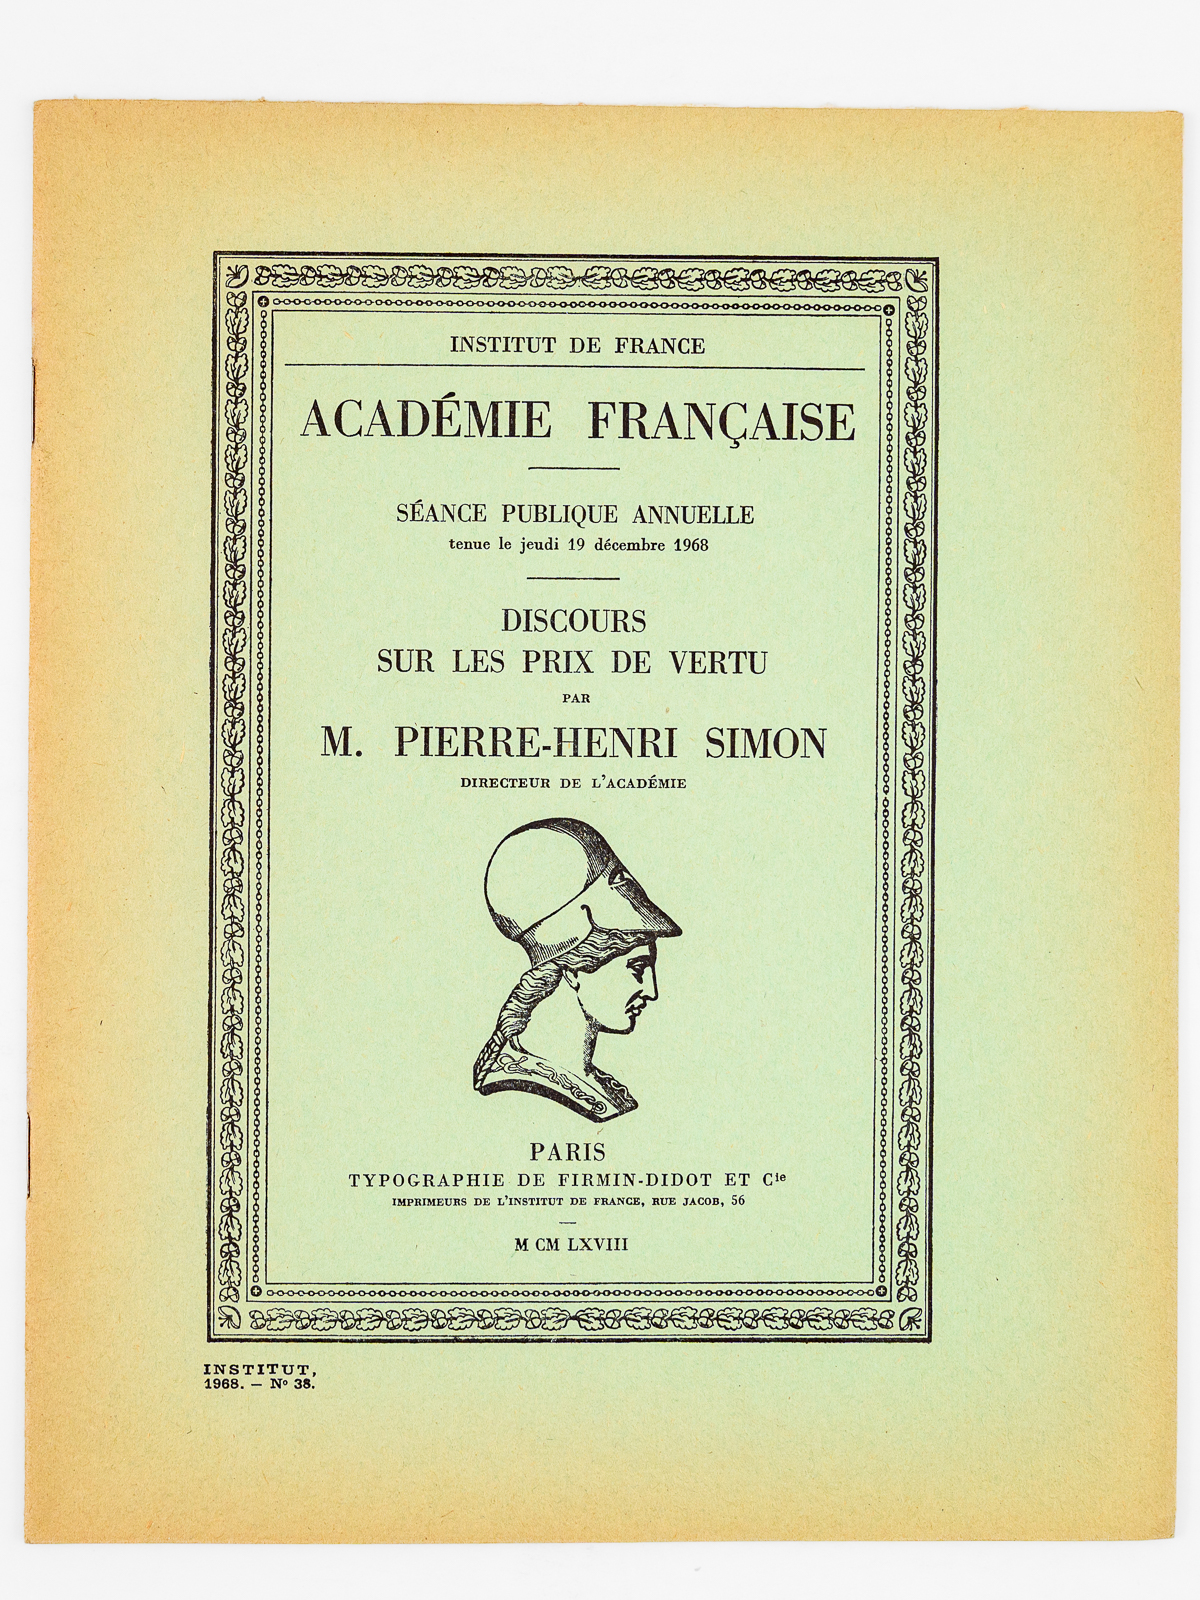 INSTITUT DE FRANCE
ACADÉMIE FRANÇAISE
SÉANCE PUBLIQUE ANNUELLE
tenue le jeudi 19 décembre 1968
DISCOURS
SUR LES PRIX DE VERTU
PAR
M. PIERRE-HENRI SIMON
DIRECTEUR DE L'ACADÉMIE
PARIS
TYPOGRAPHIE DE FIRMIN-DIDOT ET Cie
IMPRIMEURS DE L'INSTITUT DE FRANCE, RUE JACOB, 56
M CM LXVIII
INSTITUT,
1968. — Nº 38.